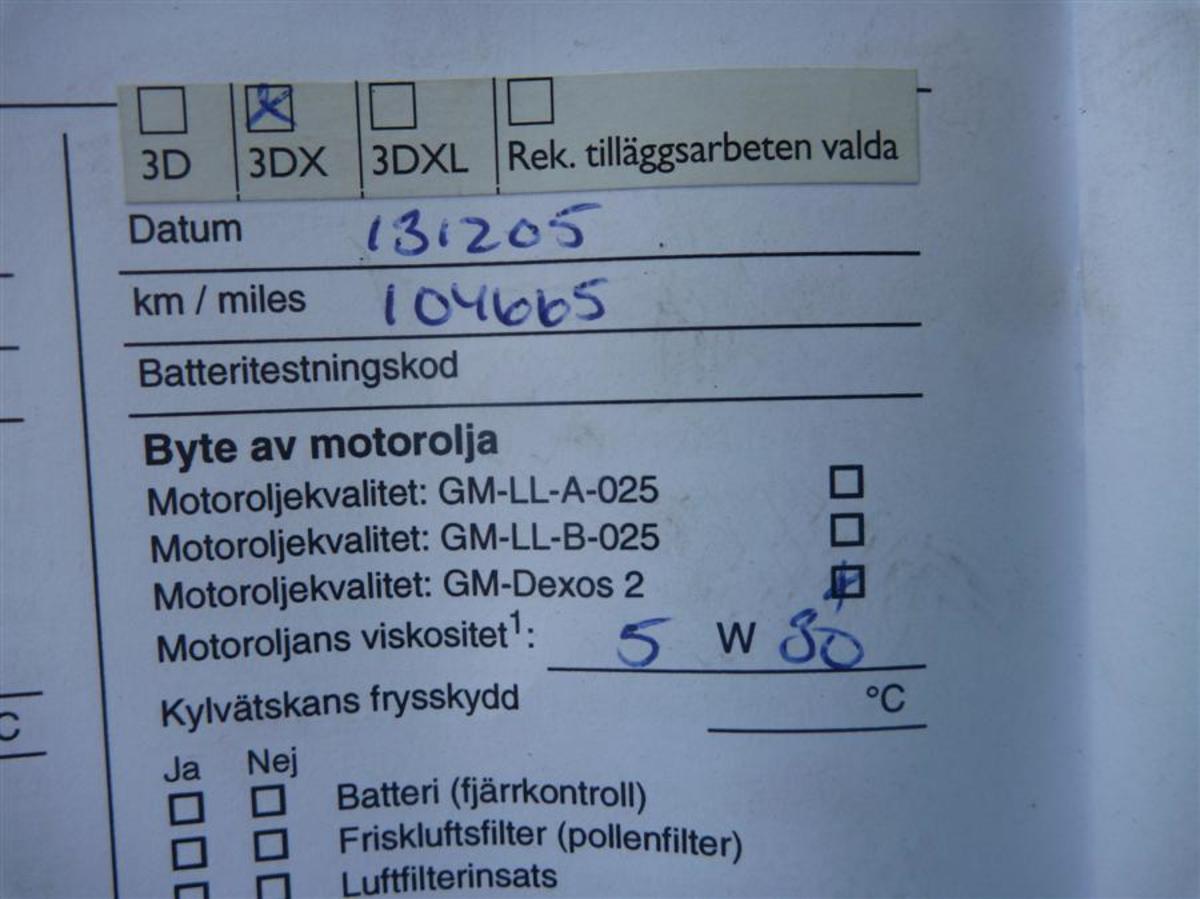 3D 3DX 3DXL Rek. tilläggsarbeten valda
Datum 131205
km / miles 104665
Batteritestningskod
Byte av motorolja
Motoroljekvalitet: GM-LL-A-025
Motoroljekvalitet: GM-LL-B-025
Motoroljekvalitet: GM-Dexos 2
Motoroljans viskositet¹: 5 W 30
Kylvätskans frysskydd °C
C
Ja Nej
Batteri (fjärrkontroll)
Friskluftsfilter (pollenfilter)
Luftfilterinsats